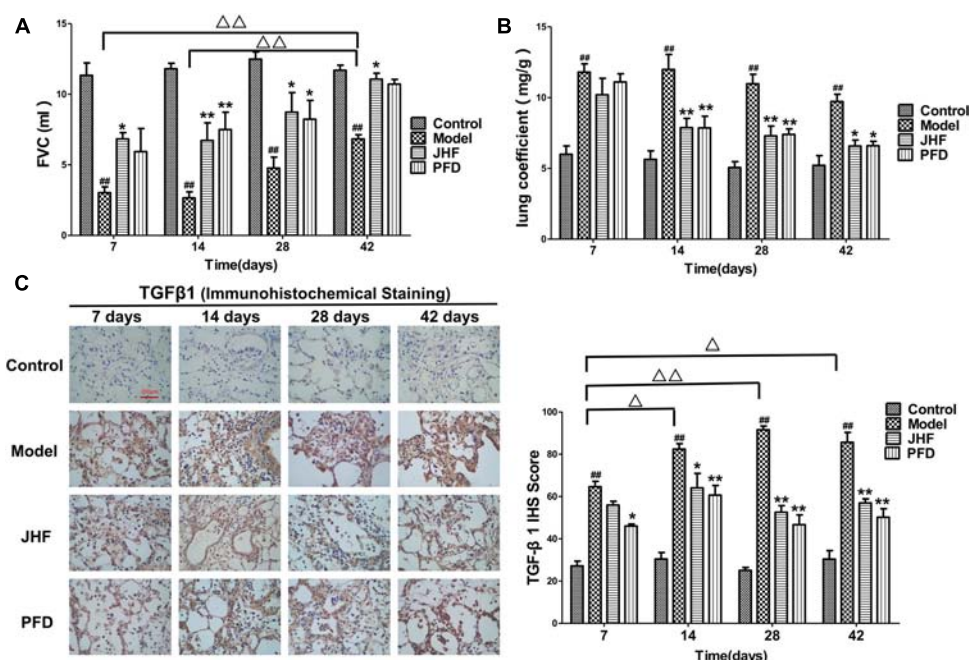 A
FVC (ml)
15
10
5
0
△△
△△
##
*
##
**
**
##
*
*
##
*
7
14
28
42
Time(days)
Control
Model
JHF
PFD
B
lung coefficient ( mg/g )
15
10
5
0
##
##
**
**
##
**
**
##
*
*
7
14
28
42
Time(days)
Control
Model
JHF
PFD
C
TGFβ1 (Immunohistochemical Staining)
7 days 14 days 28 days 42 days
Control
Model
JHF
PFD
TGF-β 1 IHS Score
100
80
60
40
20
0
△
△△
△
##
*
##
*
**
##
**
**
##
**
**
7
14
28
42
Time(days)
Control
Model
JHF
PFD